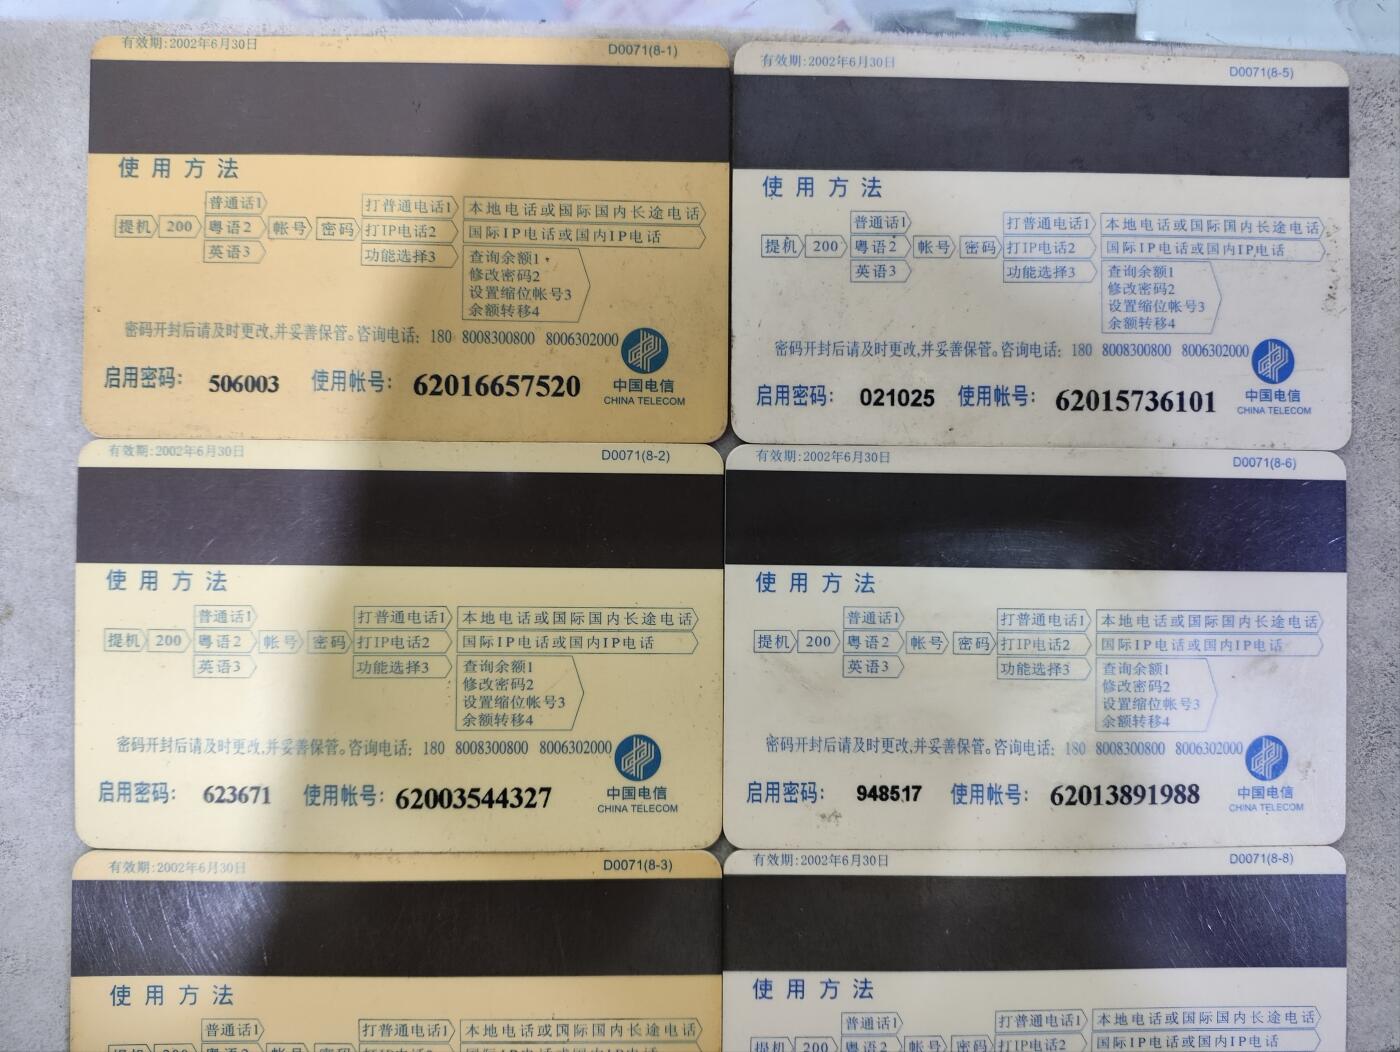 有效期:2002年6月30日 D0071(8-1)
使用方法
普通话1 打普通电话1 本地电话或国际国内长途电话
提机 200 粤语2 帐号 密码 打IP电话2 国际IP电话或国内IP电话
英语3 功能选择3 查询余额1
修改密码2
设置缩位帐号3
余额转移4
密码开封后请及时更改,并妥善保管。咨询电话: 180 8008300800 8006302000
启用密码: 506003 使用帐号: 62016657520
中国电信
CHINA TELECOM
有效期:2002年6月30日 D0071(8-5)
使用方法
普通话1 打普通电话1 本地电话或国际国内长途电话
提机 200 粤语2 帐号 密码 打IP电话2 国际IP电话或国内IP电话
英语3 功能选择3 查询余额1
修改密码2
设置缩位帐号3
余额转移4
密码开封后请及时更改,并妥善保管。咨询电话: 180 8008300800 8006302000
启用密码: 021025 使用帐号: 62015736101
中国电信
CHINA TELECOM
有效期:2002年6月30日 D0071(8-2)
使用方法
普通话1 打普通电话1 本地电话或国际国内长途电话
提机 200 粤语2 帐号 密码 打IP电话2 国际IP电话或国内IP电话
英语3 功能选择3 查询余额1
修改密码2
设置缩位帐号3
余额转移4
密码开封后请及时更改,并妥善保管。咨询电话: 180 8008300800 8006302000
启用密码: 623671 使用帐号: 62003544327
中国电信
CHINA TELECOM
有效期:2002年6月30日 D0071(8-6)
使用方法
普通话1 打普通电话1 本地电话或国际国内长途电话
提机 200 粤语2 帐号 密码 打IP电话2 国际IP电话或国内IP电话
英语3 功能选择3 查询余额1
修改密码2
设置缩位帐号3
余额转移4
密码开封后请及时更改,并妥善保管。咨询电话: 180 8008300800 8006302000
启用密码: 948517 使用帐号: 62013891988
中国电信
CHINA TELECOM
有效期:2002年6月30日 D0071(8-3)
使用方法
普通话1 打普通电话1 本地电话或国际国内长途电话
有效期:2002年6月30日 D0071(8-8)
使用方法
普通话1 打普通电话1 本地电话或国际国内长途电话
提机 200 粤语2 帐号 密码 打IP电话2 国际IP电话或国内IP电话